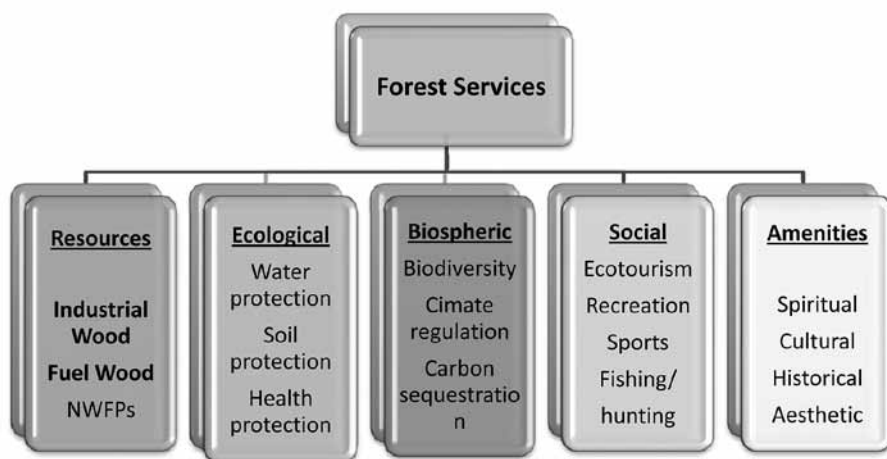 Forest Services
Resources
Industrial
Wood
Fuel Wood
NWFPs
Ecological
Water
protection
Soil
protection
Health
protection
Biospheric
Biodiversity
Cimate
regulation
Carbon
sequestratio
n
Social
Ecotourism
Recreation
Sports
Fishing/
hunting
Amenities
Spiritual
Cultural
Historical
Aesthetic